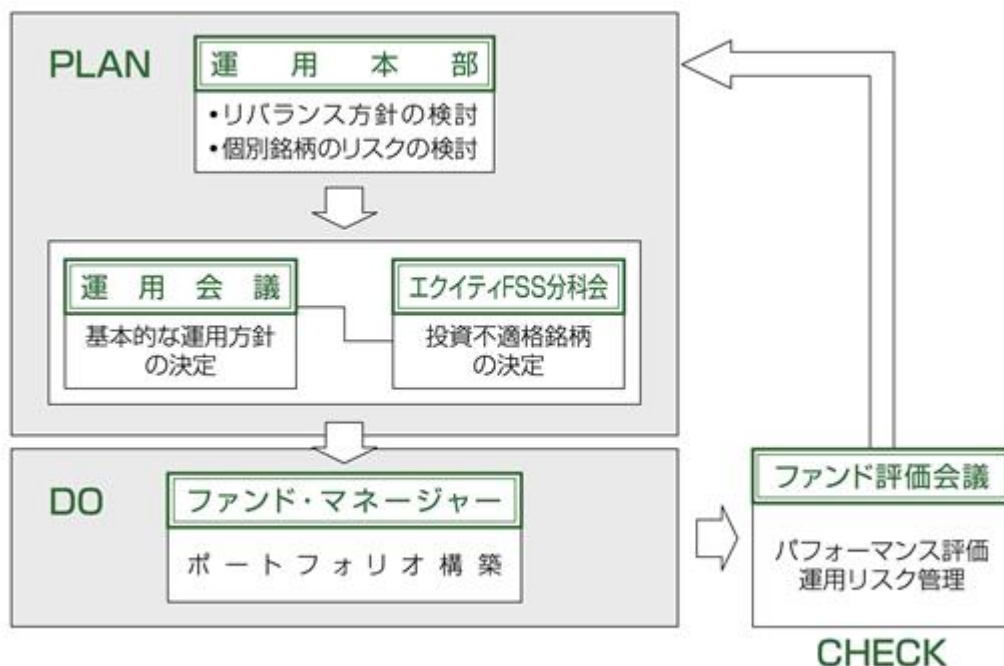 PLAN
運用本部
•リバランス方針の検討
•個別銘柄のリスクの検討
運用会議
基本的な運用方針
の決定
エクイティFSS分科会
投資不適格銘柄
の決定
DO
ファンド・マネージャー
ポートフォリオ構築
ファンド評価会議
パフォーマンス評価
運用リスク管理
CHECK